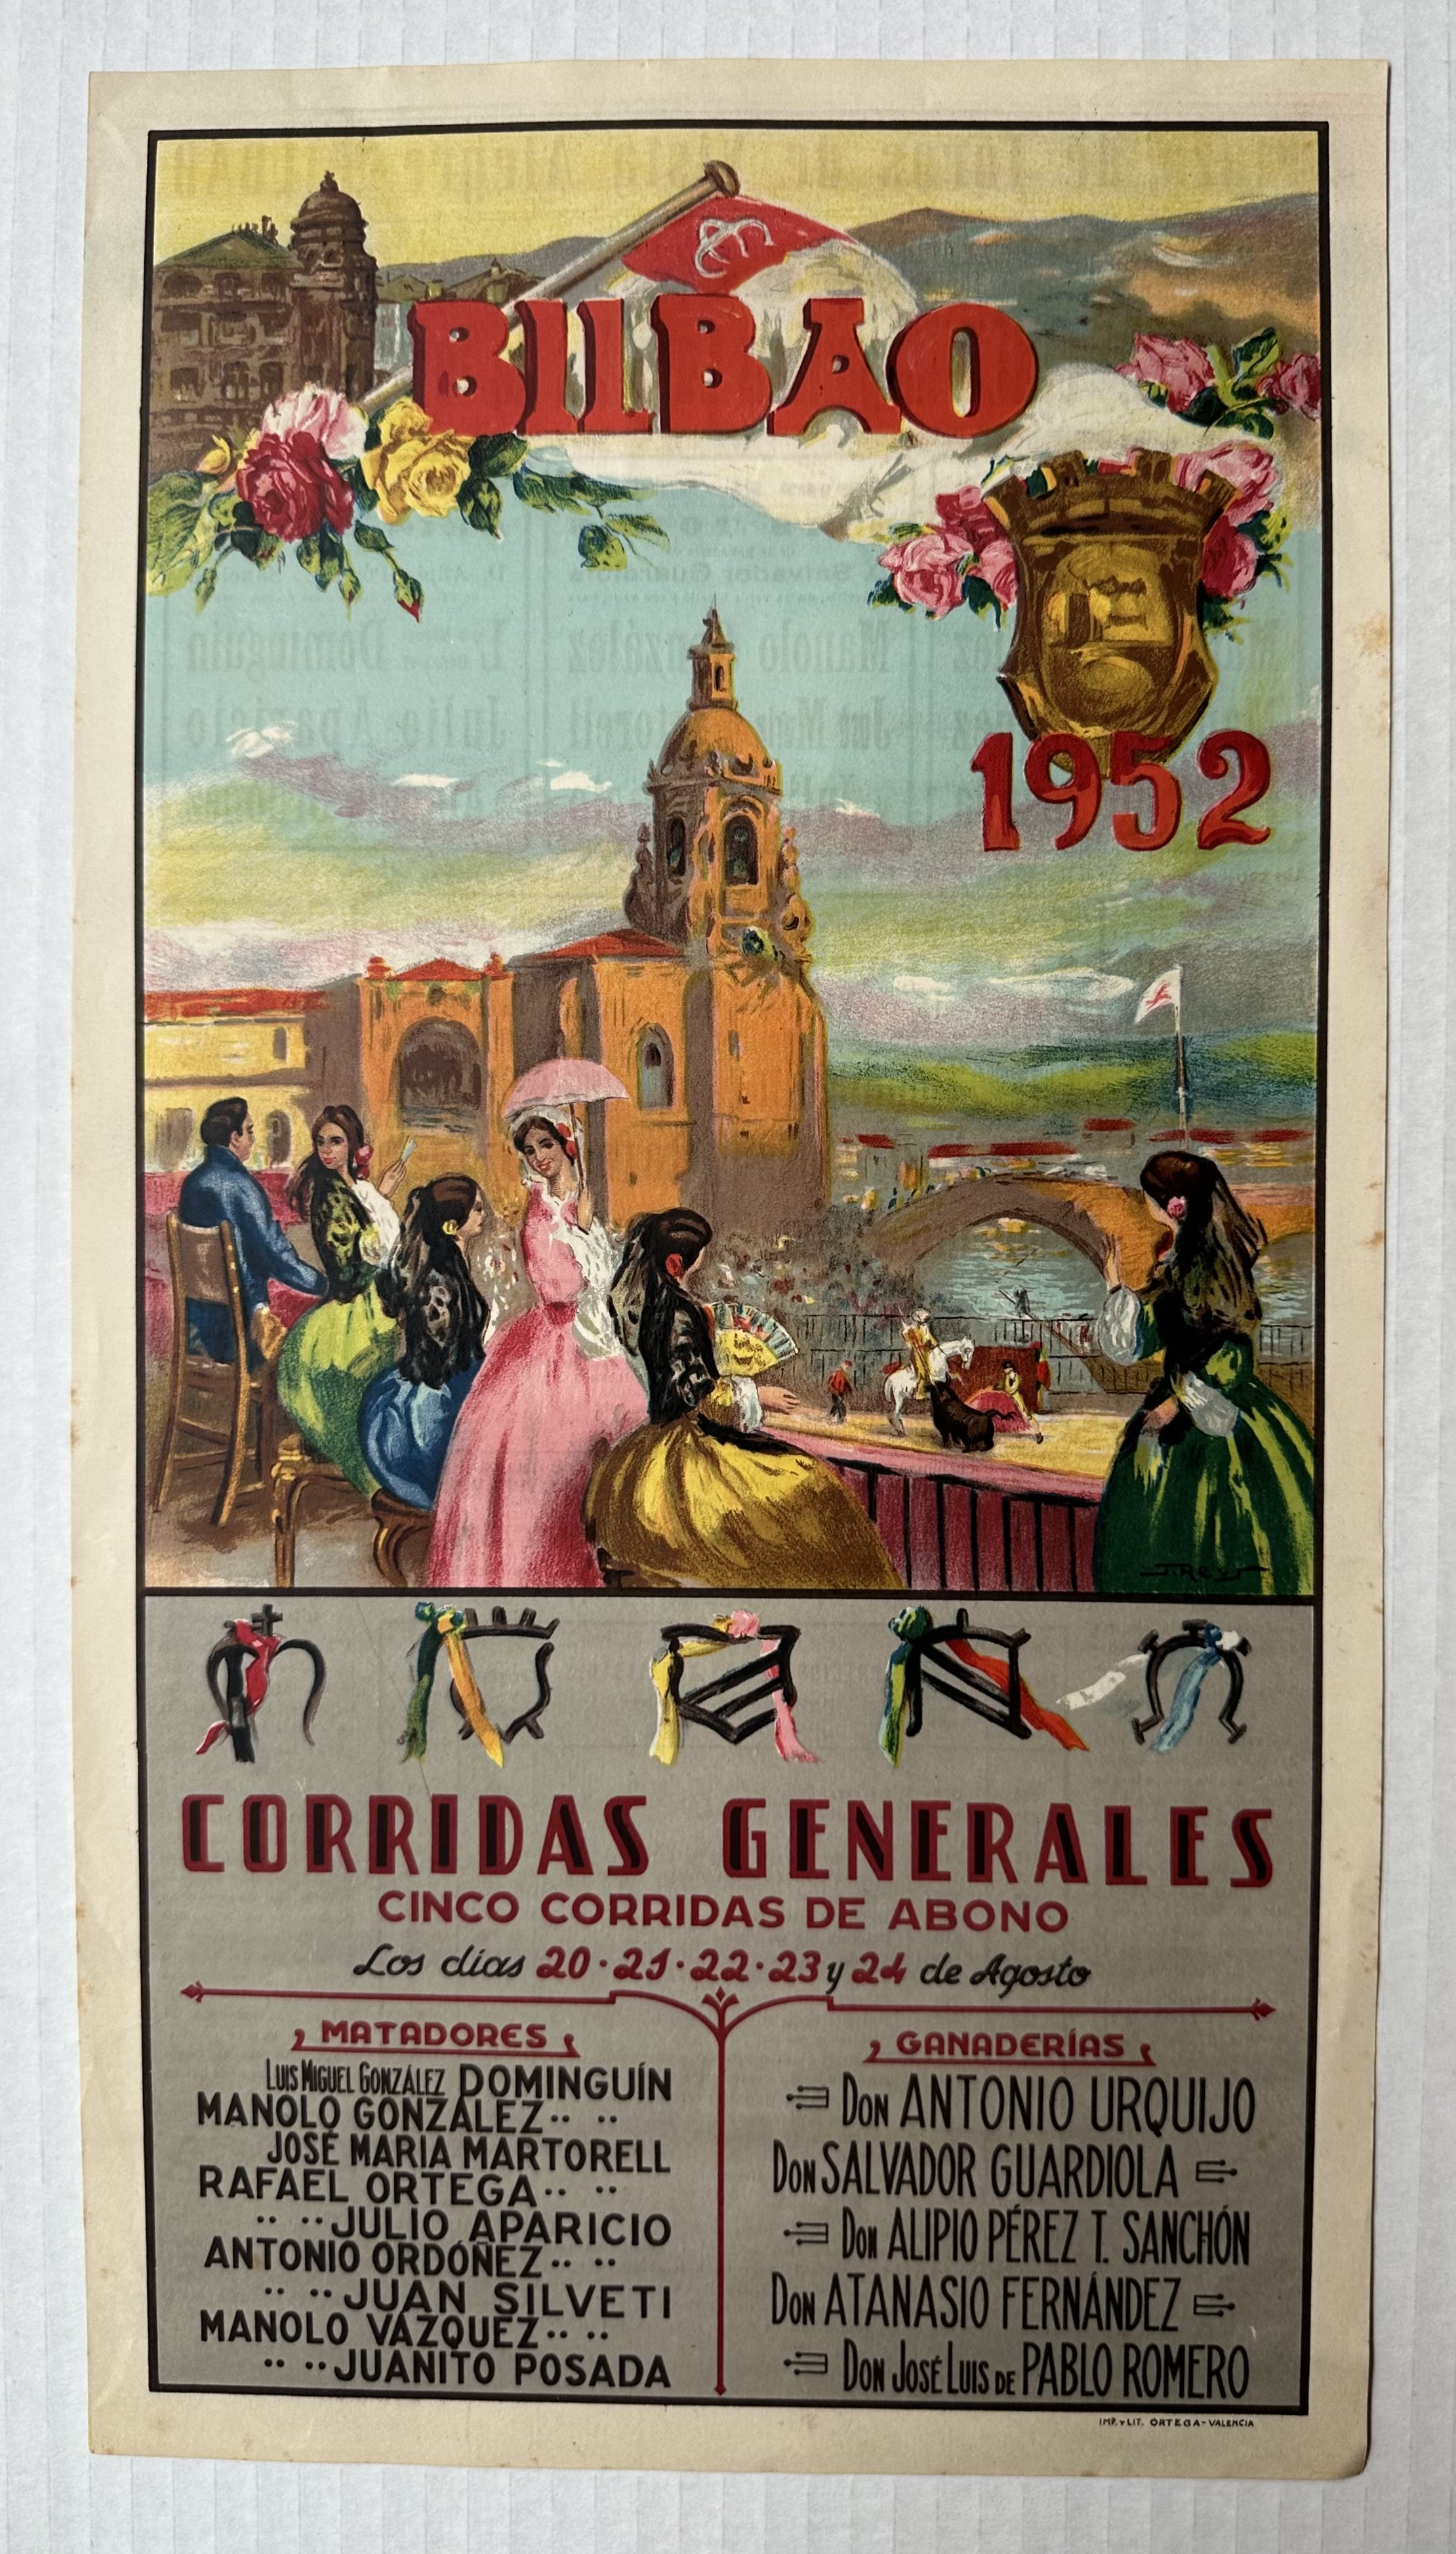 BILBAO
1952
J. Reus
CORRIDAS GENERALES
CINCO CORRIDAS DE ABONO
Los días 20·21·22·23 y 24 de Agosto
MATADORES
LUIS MIGUEL GONZÁLEZ DOMINGUÍN
MANOLO GONZÁLEZ
JOSÉ MARIA MARTORELL
RAFAEL ORTEGA
JULIO APARICIO
ANTONIO ORDÓÑEZ
JUAN SILVETI
MANOLO VÁZQUEZ
JUANITO POSADA
GANADERÍAS
DON ANTONIO URQUIJO
DON SALVADOR GUARDIOLA
DON ALIPIO PÉREZ T. SANCHÓN
DON ATANASIO FERNÁNDEZ
DON JOSÉ LUIS DE PABLO ROMERO
IMP. Y LIT. ORTEGA-VALENCIA